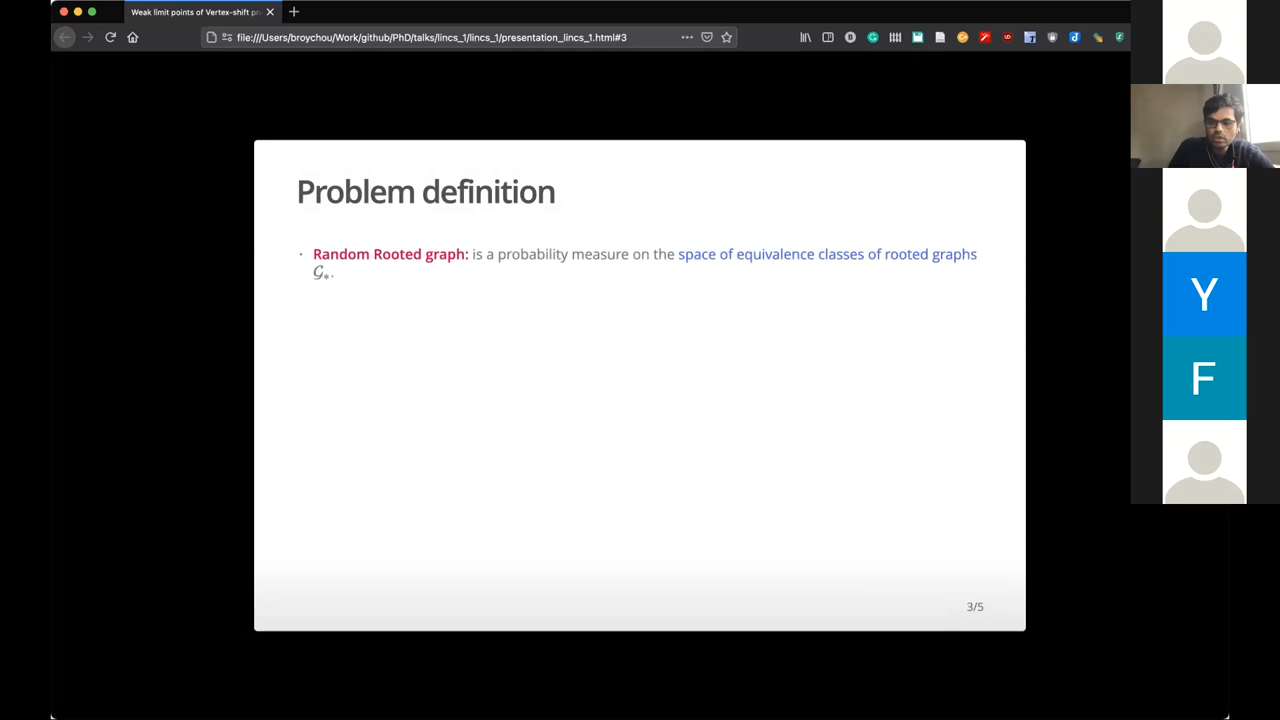 Weak limit points of Vertex-shift pr
file:///Users/broychou/Work/github/PhD/talks/lincs_1/lincs_1/presentation_lincs_1.html#3
Problem definition
· Random Rooted graph: is a probability measure on the space of equivalence classes of rooted graphs
𝒢*.
3/5
Y
F